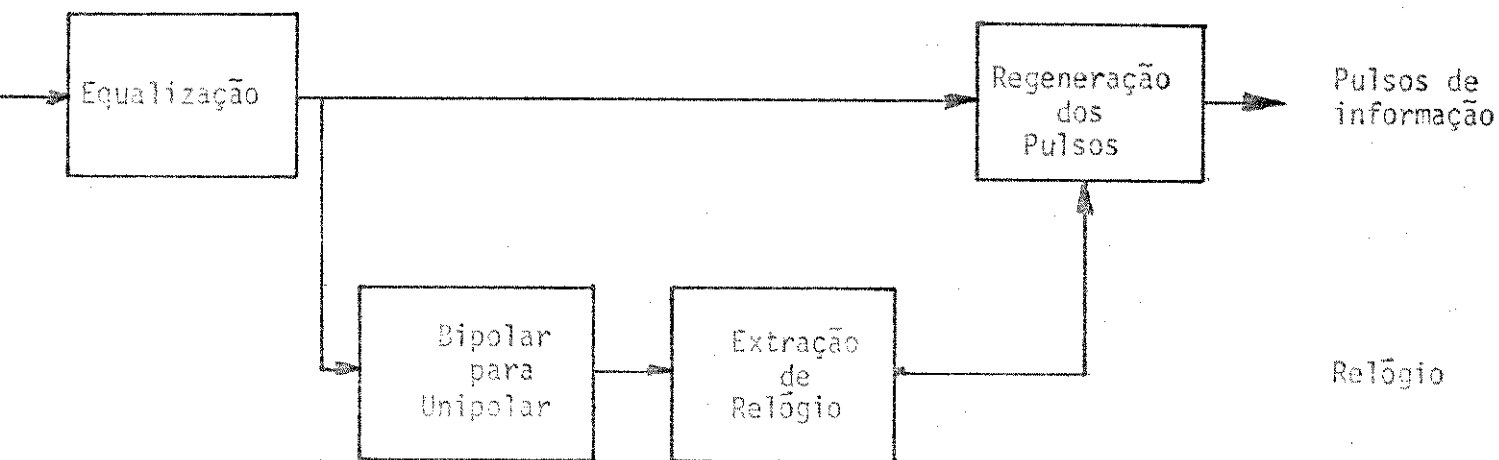 Equalização
Regeneração
dos
Pulsos
Pulsos de
informação
Bipolar
para
Unipolar
Extração
de
Relógio
Relógio